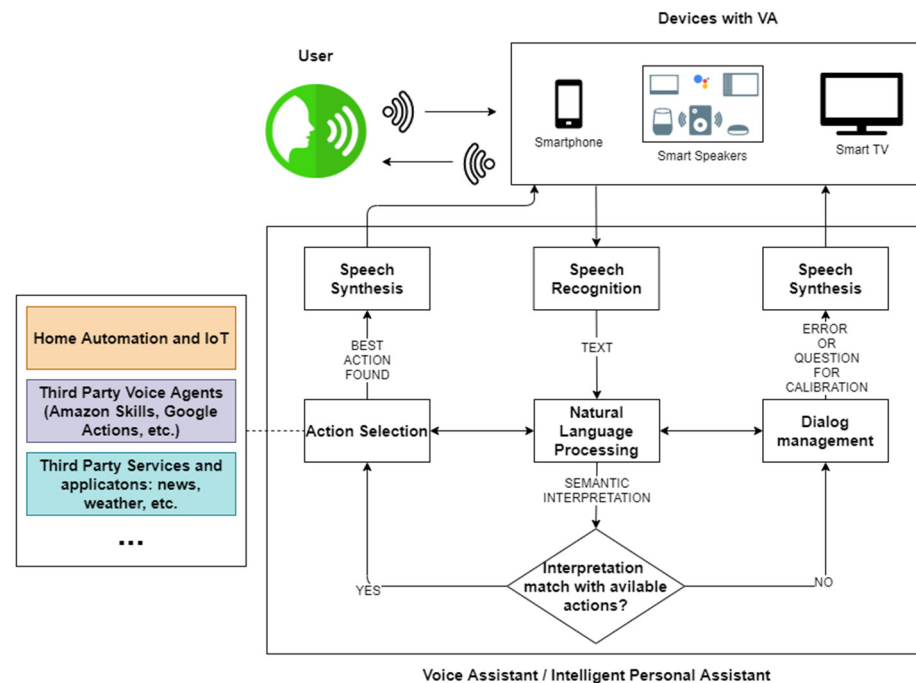 Devices with VA
User
Smartphone
Smart Speakers
Smart TV
Speech
Synthesis
Speech
Recognition
Speech
Synthesis
Home Automation and IoT
Third Party Voice Agents
(Amazon Skills, Google
Actions, etc.)
Third Party Services and
applicatons: news,
weather, etc.
...
BEST
ACTION
FOUND
TEXT
ERROR
OR
QUESTION
FOR
CALIBRATION
Action Selection
Natural
Language
Processing
Dialog
management
SEMANTIC
INTERPRETATION
Interpretation
match with avilable
actions?
YES
NO
Voice Assistant / Intelligent Personal Assistant